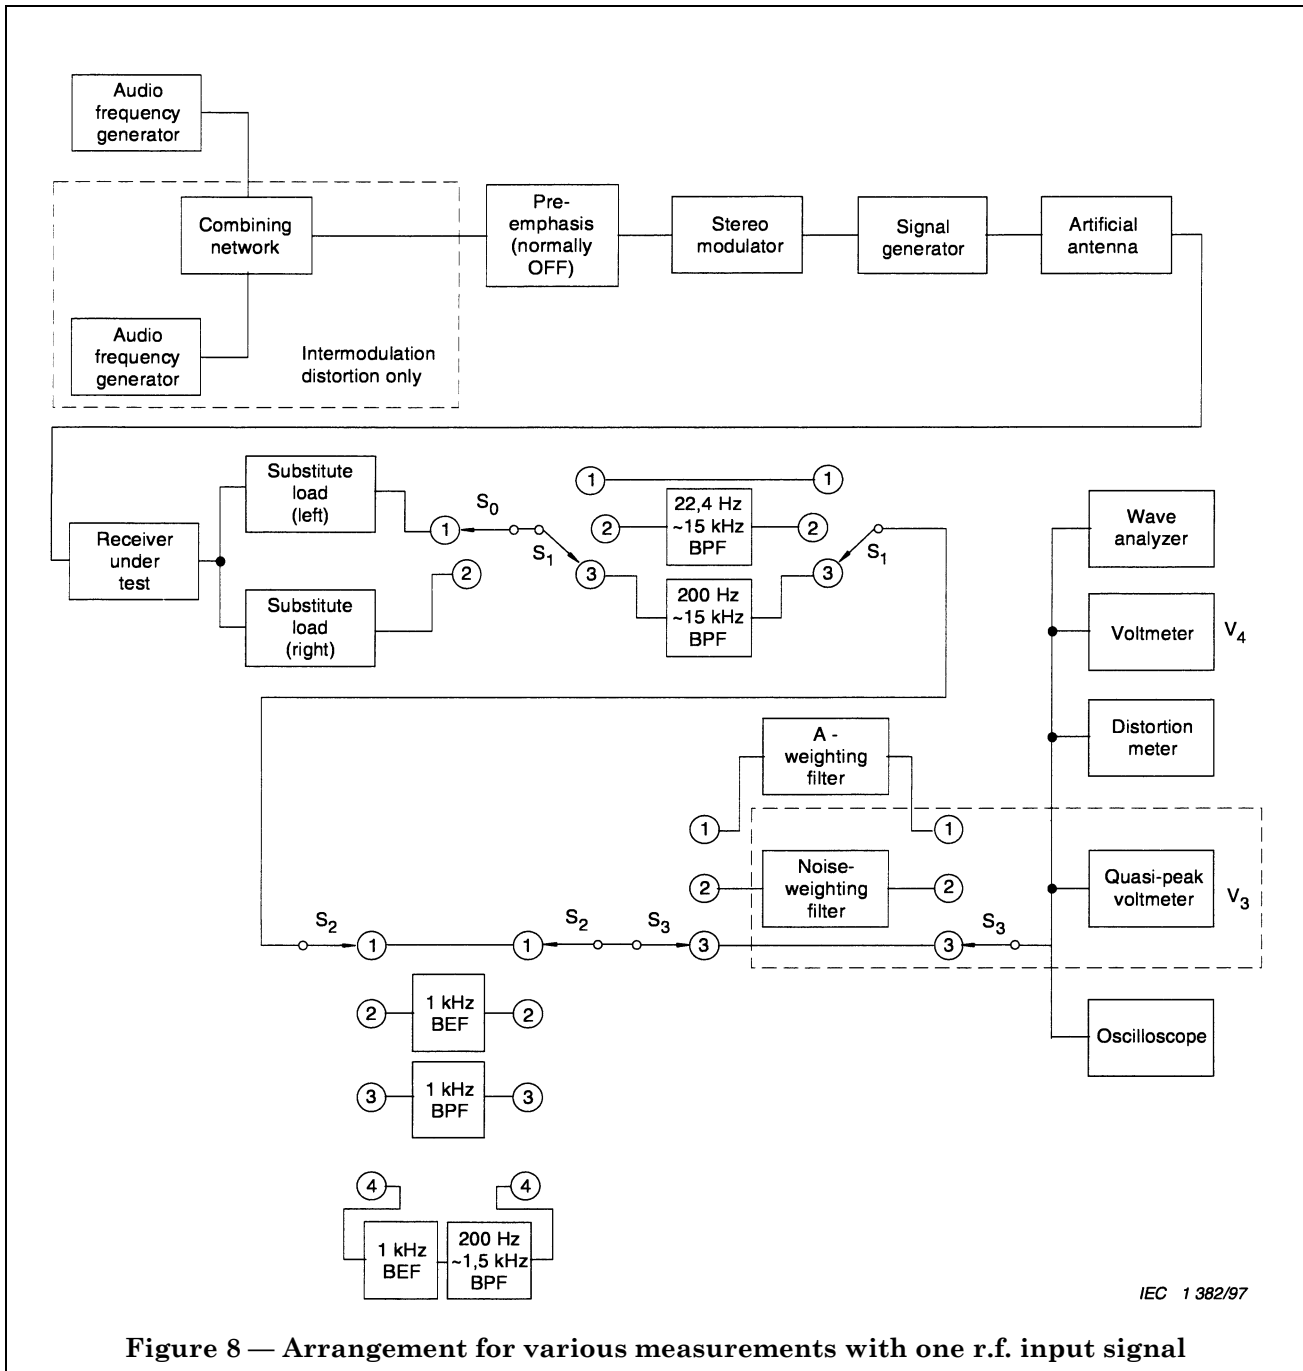 Audio
frequency
generator
Combining
network
Pre-
emphasis
(normally
OFF)
Stereo
modulator
Signal
generator
Artificial
antenna
Audio
frequency
generator
Intermodulation
distortion only
Receiver
under
test
Substitute
load
(left)
Substitute
load
(right)
1
2
S0
S1
1
1
2
22,4 Hz
~15 kHz
BPF
2
3
200 Hz
~15 kHz
BPF
3
S1
Wave
analyzer
Voltmeter
V4
Distortion
meter
Quasi-peak
voltmeter
V3
Oscilloscope
A -
weighting
filter
1
1
2
Noise-
weighting
filter
2
S2
1
1
S2
S3
3
3
S3
2
1 kHz
BEF
2
3
1 kHz
BPF
3
4
4
1 kHz
BEF
200 Hz
~1,5 kHz
BPF
IEC 1 382/97
Figure 8 — Arrangement for various measurements with one r.f. input signal